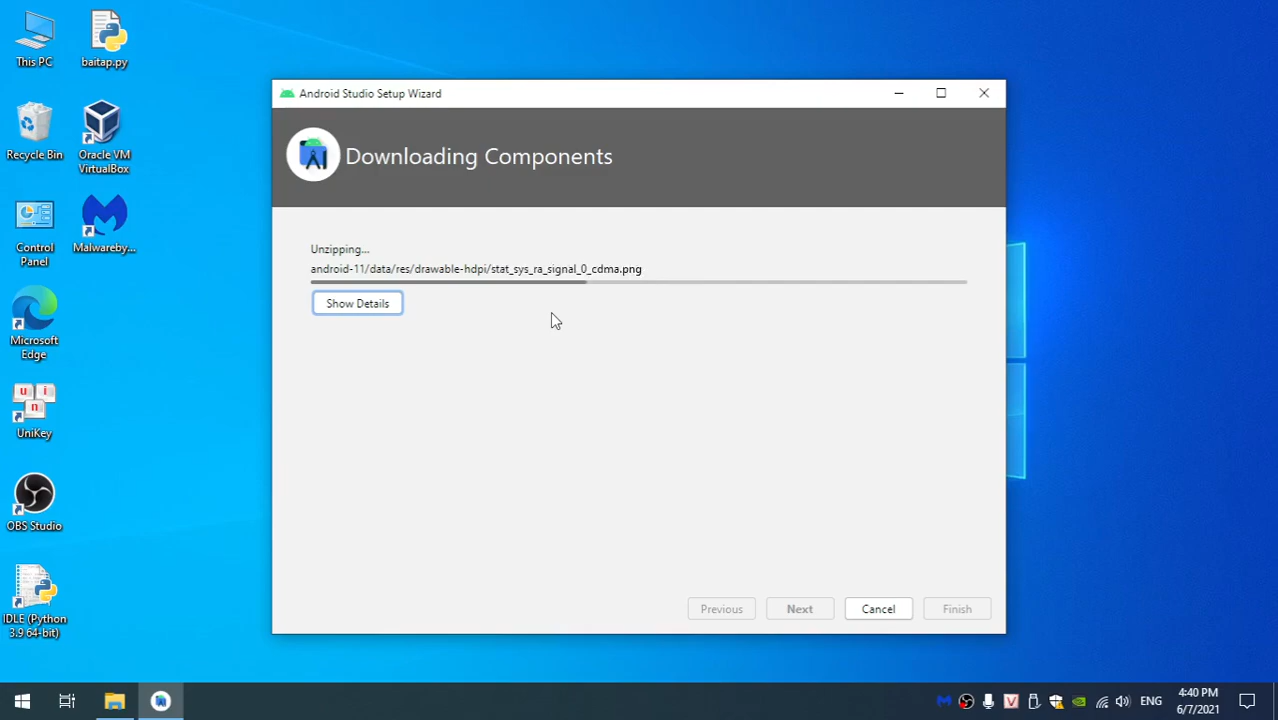 This PC
baitap.py
Recycle Bin
Oracle VM
VirtualBox
Control
Panel
Malwareby...
Microsoft
Edge
u n i
UniKey
OBS Studio
IDLE (Python
3.9 64-bit)
Android Studio Setup Wizard
Downloading Components
Unzipping...
android-11/data/res/drawable-hdpi/stat_sys_ra_signal_0_cdma.png
Show Details
Previous
Next
Cancel
Finish
V
ENG
4:40 PM
6/7/2021